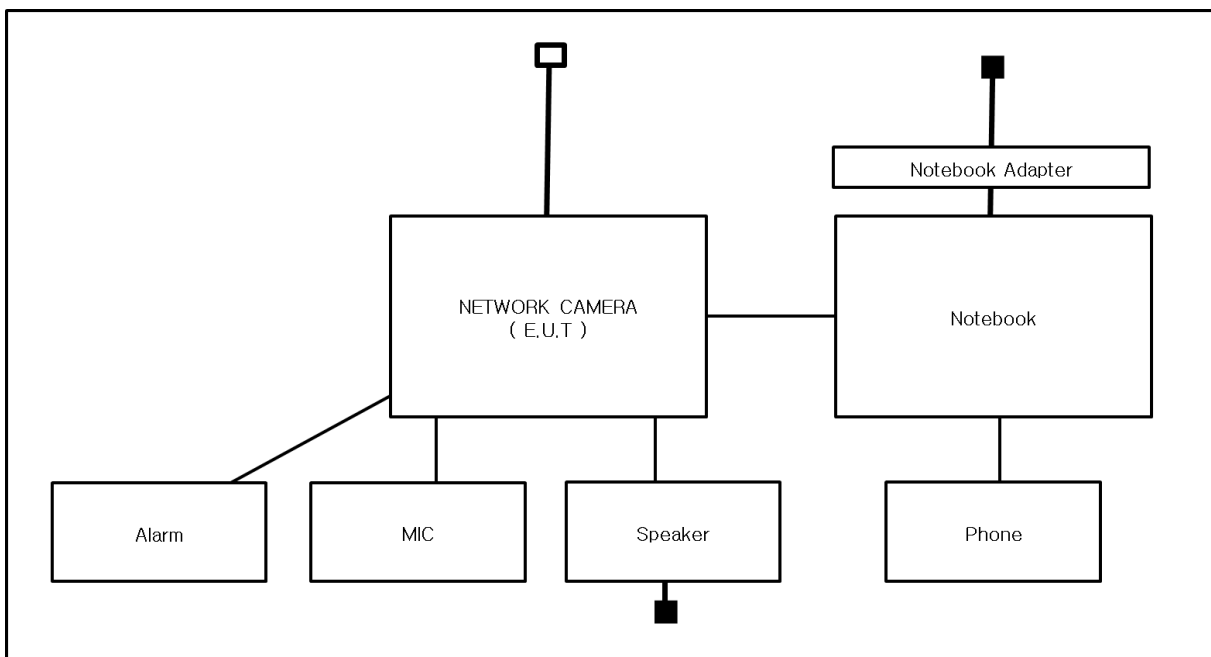 Notebook Adapter
NETWORK CAMERA
( E.U.T )
Notebook
Alarm
MIC
Speaker
Phone